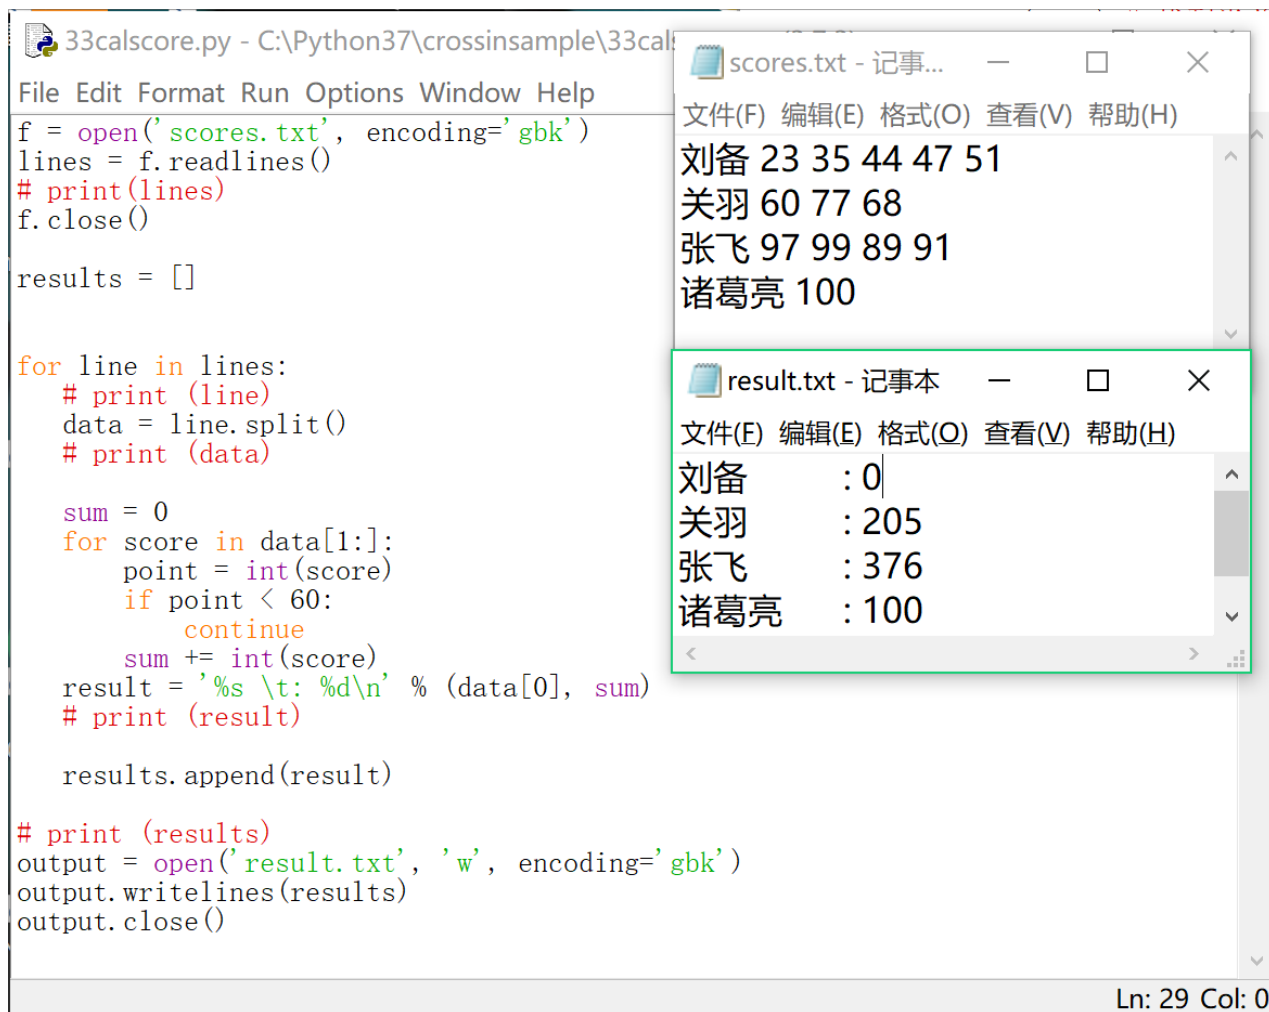 33calscore.py - C:\Python37\crossinsample\33cals
File Edit Format Run Options Window Help
f = open('scores.txt', encoding='gbk')
lines = f.readlines()
# print(lines)
f.close()
results = []
for line in lines:
# print (line)
data = line.split()
# print (data)
sum = 0
for score in data[1:]:
point = int(score)
if point < 60:
continue
sum += int(score)
result = '%s \t: %d\n' % (data[0], sum)
# print (result)
results.append(result)
# print (results)
output = open('result.txt', 'w', encoding='gbk')
output.writelines(results)
output.close()
Ln: 29 Col: 0
scores.txt - 记事...
文件(F) 编辑(E) 格式(O) 查看(V) 帮助(H)
刘备 23 35 44 47 51
关羽 60 77 68
张飞 97 99 89 91
诸葛亮 100
result.txt - 记事本
文件(F) 编辑(E) 格式(O) 查看(V) 帮助(H)
刘备 : 0
关羽 : 205
张飞 : 376
诸葛亮 : 100